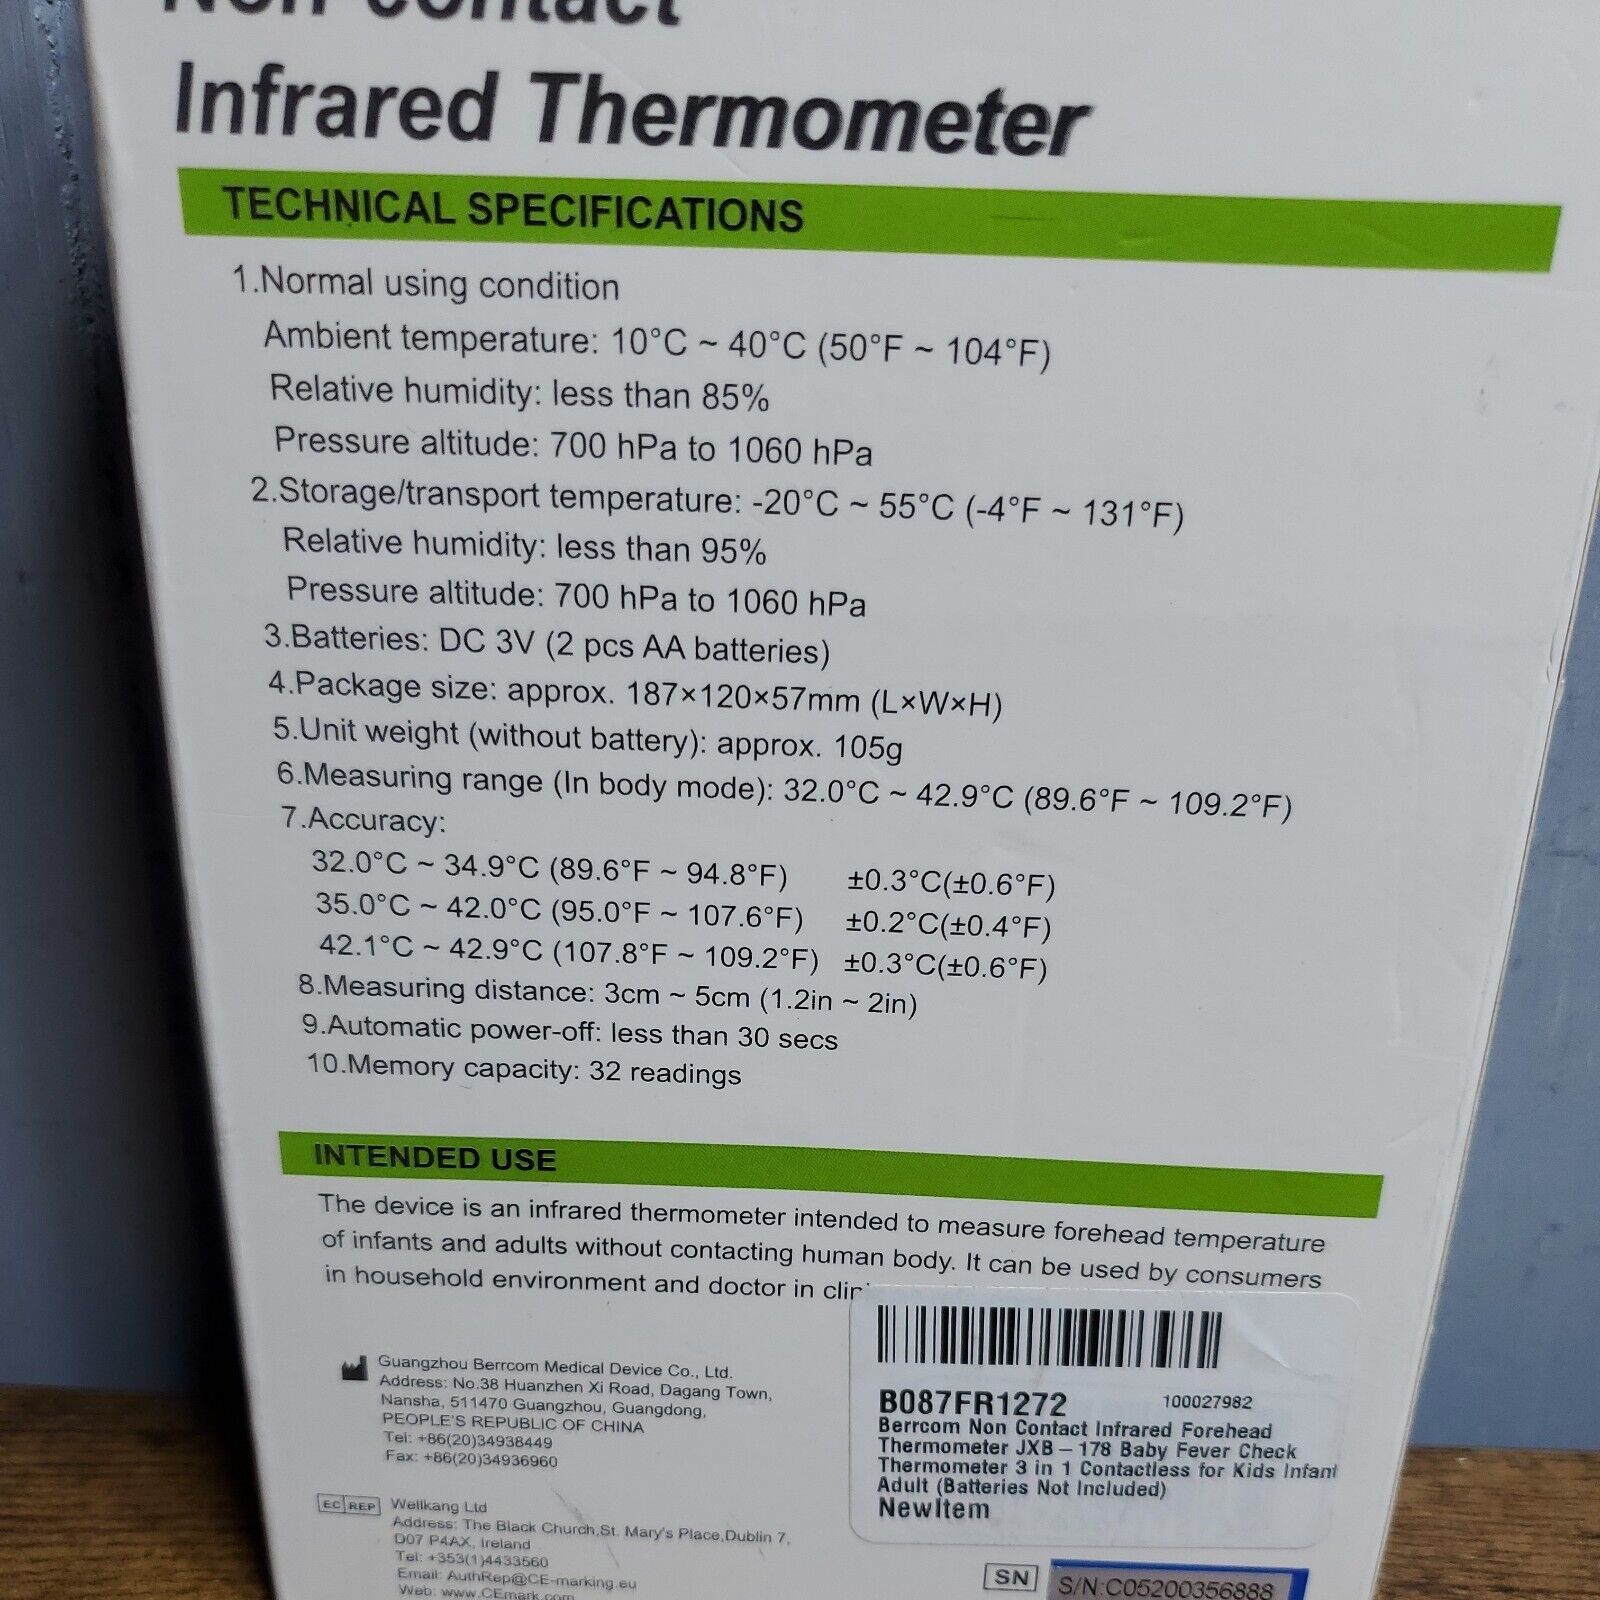 Non-contact
Infrared Thermometer
TECHNICAL SPECIFICATIONS
1.Normal using condition
Ambient temperature: 10°C ~ 40°C (50°F ~ 104°F)
Relative humidity: less than 85%
Pressure altitude: 700 hPa to 1060 hPa
2.Storage/transport temperature: -20°C ~ 55°C (-4°F ~ 131°F)
Relative humidity: less than 95%
Pressure altitude: 700 hPa to 1060 hPa
3.Batteries: DC 3V (2 pcs AA batteries)
4.Package size: approx. 187×120×57mm (L×W×H)
5.Unit weight (without battery): approx. 105g
6.Measuring range (In body mode): 32.0°C ~ 42.9°C (89.6°F ~ 109.2°F)
7.Accuracy:
32.0°C ~ 34.9°C (89.6°F ~ 94.8°F) ±0.3°C(±0.6°F)
35.0°C ~ 42.0°C (95.0°F ~ 107.6°F) ±0.2°C(±0.4°F)
42.1°C ~ 42.9°C (107.8°F ~ 109.2°F) ±0.3°C(±0.6°F)
8.Measuring distance: 3cm ~ 5cm (1.2in ~ 2in)
9.Automatic power-off: less than 30 secs
10.Memory capacity: 32 readings
INTENDED USE
The device is an infrared thermometer intended to measure forehead temperature
of infants and adults without contacting human body. It can be used by consumers
in household environment and doctor in
Guangzhou Berrcom Medical Device Co., Ltd.
Address: No.38 Huanzhen Xi Road, Dagang Town,
Nansha, 511470 Guangzhou, Guangdong,
PEOPLE'S REPUBLIC OF CHINA
Tel: +86(20)34938449
Fax: +86(20)34936960
EC REP Wellkang Ltd
Address: The Black Church,St. Mary's Place,Dublin 7,
D07 P4AX, Ireland
Tel: +353(1)4433560
Email: AuthRep@CE-marking.eu
Web: www.CEmark.com
B087FR1272 100027982
Berrcom Non Contact Infrared Forehead
Thermometer JXB – 178 Baby Fever Check
Thermometer 3 in 1 Contactless for Kids Infant
Adult (Batteries Not Included)
NewItem
SN S/N:C05200356888